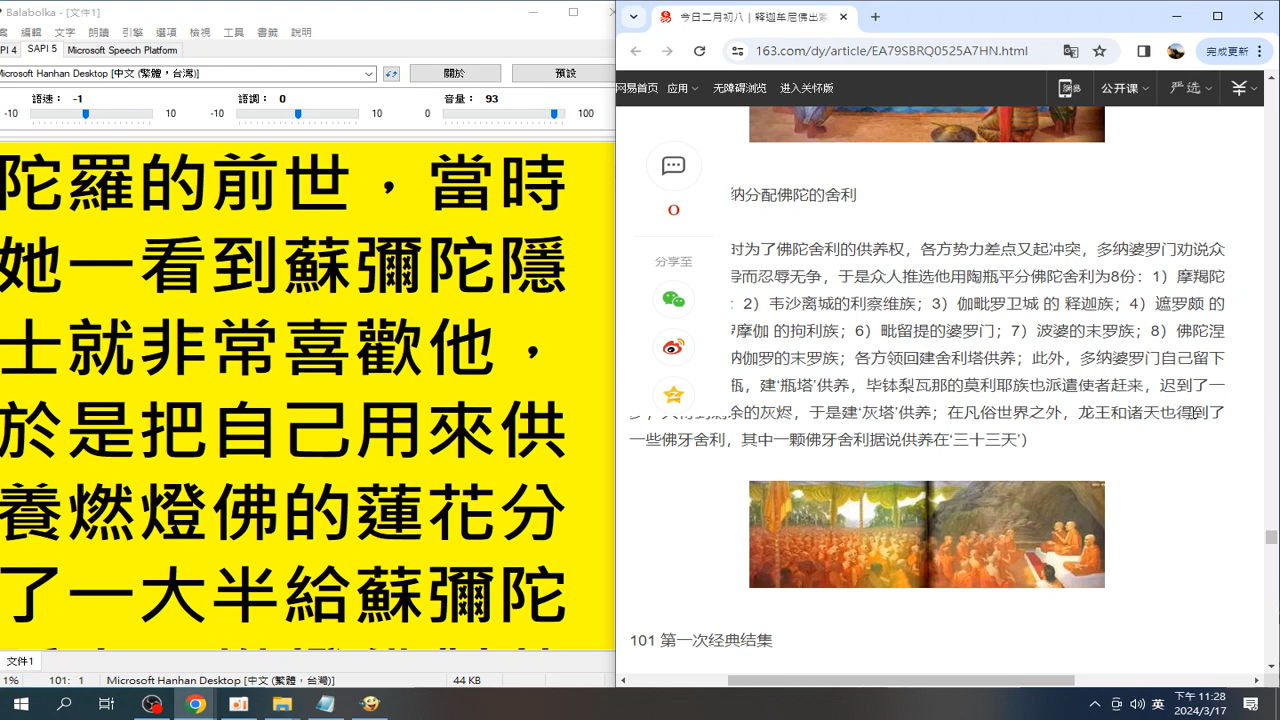 Balabolka - [文件1]
案 編輯 文字 朗讀 引擎 選項 檢視 工具 書籤 說明
PI 4 SAPI 5 Microsoft Speech Platform
Microsoft Hanhan Desktop [中文 (繁體，台灣)]
關於
預設
語速： -1
語調： 0
音量： 93
-10 10 -10 10 0 100
陀羅的前世，當時
她一看到蘇彌陀隱
士就非常喜歡他，
於是把自己用來供
養燃燈佛的蓮花分
了一大半給蘇彌陀
文件1
1% 101: 1 Microsoft Hanhan Desktop [中文 (繁體，台灣)] 44 KB
今日二月初八｜释迦牟尼佛出家
163.com/dy/article/EA79SBRQ0525A7HN.html
完成更新
网易首页 应用 无障碍浏览 进入关怀版
公开课 严选
0
分享至
纳分配佛陀的舍利
时为了佛陀舍利的供养权，各方势力差点又起冲突，多纳婆罗门劝说众
而忍辱无争，于是众人推选他用陶瓶平分佛陀舍利为8份：1）摩羯陀
：2）韦沙离城的利察维族；3）伽毗罗卫城 的 释迦族；4）遮罗颇 的
摩伽 的拘利族；6）毗留提的婆罗门；7）波婆的末罗族；8）佛陀涅
伽罗的末罗族；各方领回建舍利塔供养；此外，多纳婆罗门自己留下
瓶，建‘瓶塔’供养，毕钵梨瓦那的莫利耶族也派遣使者赶来，迟到了一
余的灰烬，于是建‘灰塔’供养；在凡俗世界之外，龙王和诸天也得到了
一些佛牙舍利，其中一颗佛牙舍利据说供养在‘三十三天’）
101 第一次经典结集
英
下午 11:28
2024/3/17